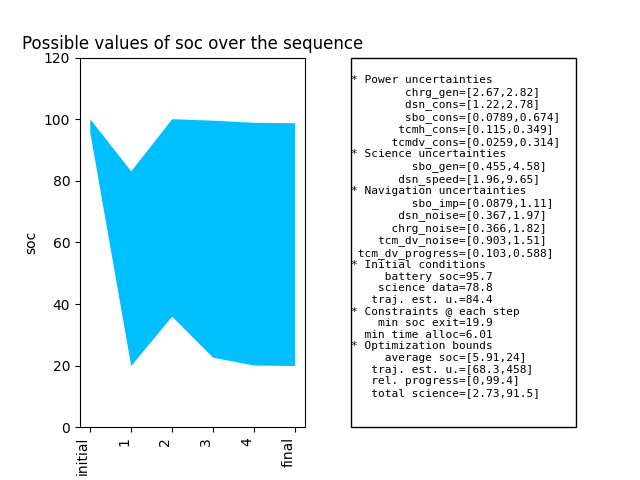 Possible values of soc over the sequence
120
100
80
60
40
20
0
soc
initial
1
2
3
4
final
* Power uncertainties
chrg_gen=[2.67,2.82]
dsn_cons=[1.22,2.78]
sbo_cons=[0.0789,0.674]
tcmh_cons=[0.115,0.349]
tcmdv_cons=[0.0259,0.314]
* Science uncertainties
sbo_gen=[0.455,4.58]
dsn_speed=[1.96,9.65]
* Navigation uncertainties
sbo_imp=[0.0879,1.11]
dsn_noise=[0.367,1.97]
chrg_noise=[0.366,1.82]
tcm_dv_noise=[0.903,1.51]
tcm_dv_progress=[0.103,0.588]
* Initial conditions
battery soc=95.7
science data=78.8
traj. est. u.=84.4
* Constraints @ each step
min soc exit=19.9
min time alloc=6.01
* Optimization bounds
average soc=[5.91,24]
traj. est. u.=[68.3,458]
rel. progress=[0,99.4]
total science=[2.73,91.5]